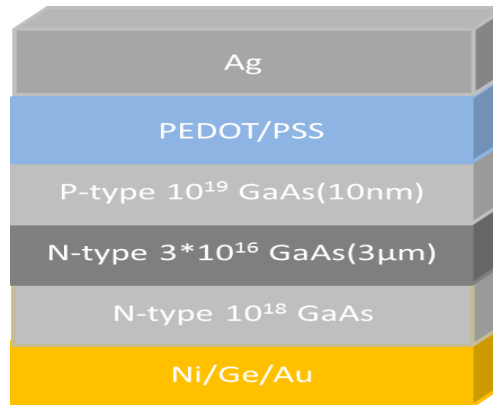 Ag
PEDOT/PSS
P-type 10¹⁹ GaAs(10nm)
N-type 3*10¹⁶ GaAs(3μm)
N-type 10¹⁸ GaAs
Ni/Ge/Au